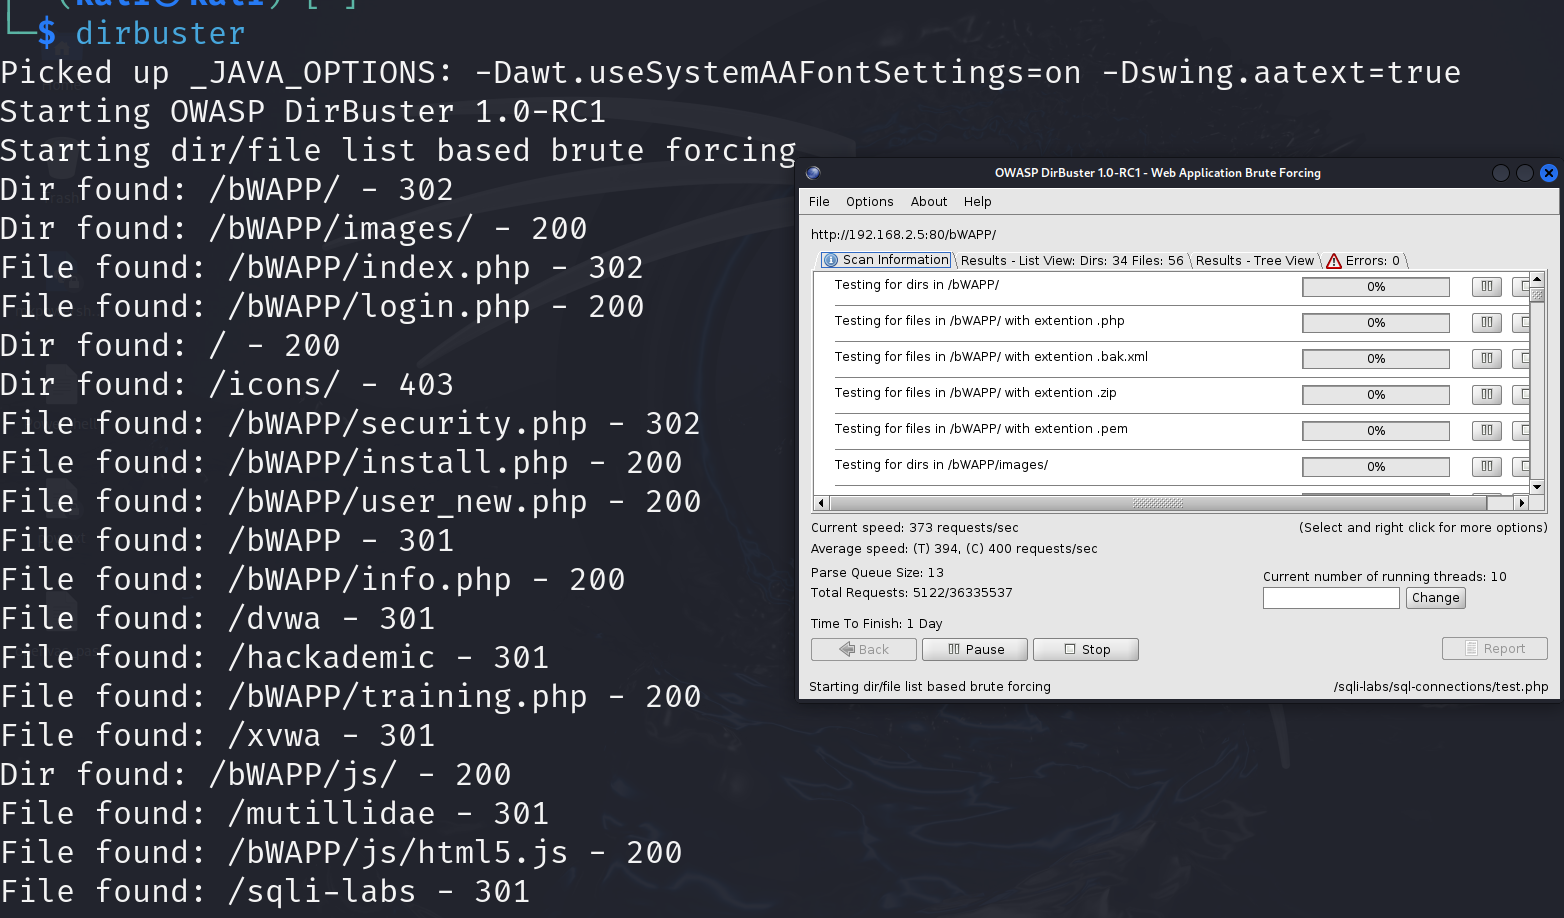 $ dirbuster
Picked up _JAVA_OPTIONS: -Dawt.useSystemAAFontSettings=on -Dswing.aatext=true
Starting OWASP DirBuster 1.0-RC1
Starting dir/file list based brute forcing
Dir found: /bWAPP/ - 302
Dir found: /bWAPP/images/ - 200
File found: /bWAPP/index.php - 302
File found: /bWAPP/login.php - 200
Dir found: / - 200
Dir found: /icons/ - 403
File found: /bWAPP/security.php - 302
File found: /bWAPP/install.php - 200
File found: /bWAPP/user_new.php - 200
File found: /bWAPP - 301
File found: /bWAPP/info.php - 200
File found: /dvwa - 301
File found: /hackademic - 301
File found: /bWAPP/training.php - 200
File found: /xvwa - 301
Dir found: /bWAPP/js/ - 200
File found: /mutillidae - 301
File found: /bWAPP/js/html5.js - 200
File found: /sqli-labs - 301
OWASP DirBuster 1.0-RC1 - Web Application Brute Forcing
File Options About Help
http://192.168.2.5:80/bWAPP/
Scan Information Results - List View: Dirs: 34 Files: 56 Results - Tree View Errors: 0
Testing for dirs in /bWAPP/ 0%
Testing for files in /bWAPP/ with extention .php 0%
Testing for files in /bWAPP/ with extention .bak.xml 0%
Testing for files in /bWAPP/ with extention .zip 0%
Testing for files in /bWAPP/ with extention .pem 0%
Testing for dirs in /bWAPP/images/ 0%
Current speed: 373 requests/sec (Select and right click for more options)
Average speed: (T) 394, (C) 400 requests/sec
Parse Queue Size: 13 Current number of running threads: 10
Total Requests: 5122/36335537 Change
Time To Finish: 1 Day
Back Pause Stop Report
Starting dir/file list based brute forcing /sqli-labs/sql-connections/test.php